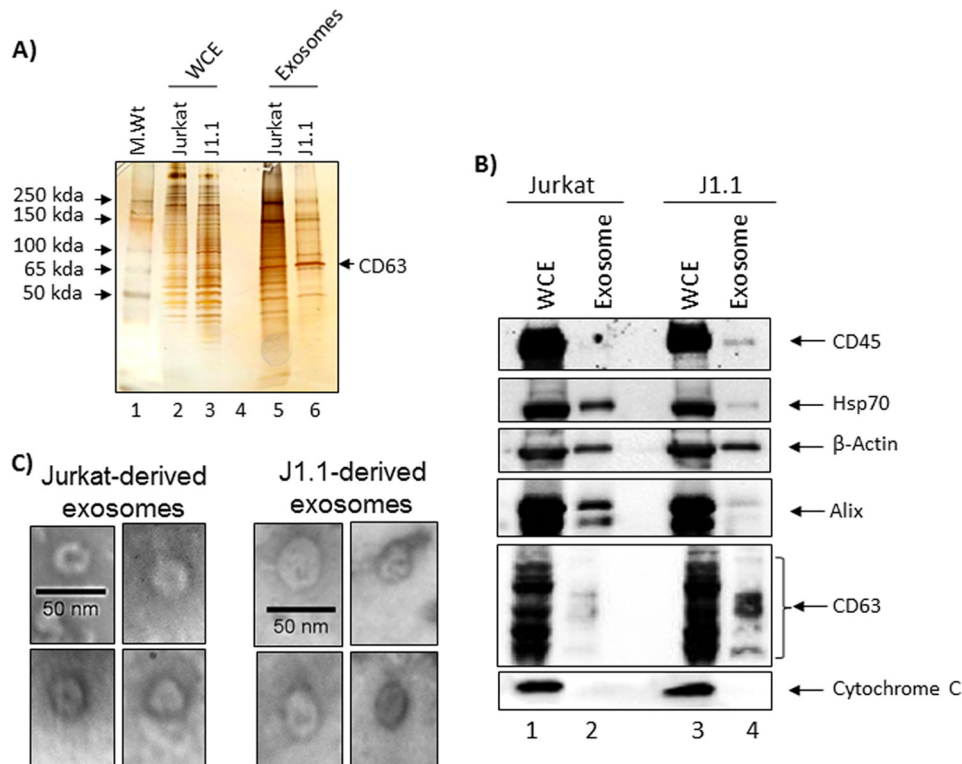 A)
WCE
Exosomes
M.Wt
Jurkat
J1.1
Jurkat
J1.1
250 kda
150 kda
100 kda
65 kda
50 kda
CD63
1 2 3 4 5 6
B)
Jurkat J1.1
WCE
Exosome
WCE
Exosome
CD45
Hsp70
β-Actin
Alix
CD63
Cytochrome C
1 2 3 4
C)
Jurkat-derived
exosomes
J1.1-derived
exosomes
50 nm
50 nm